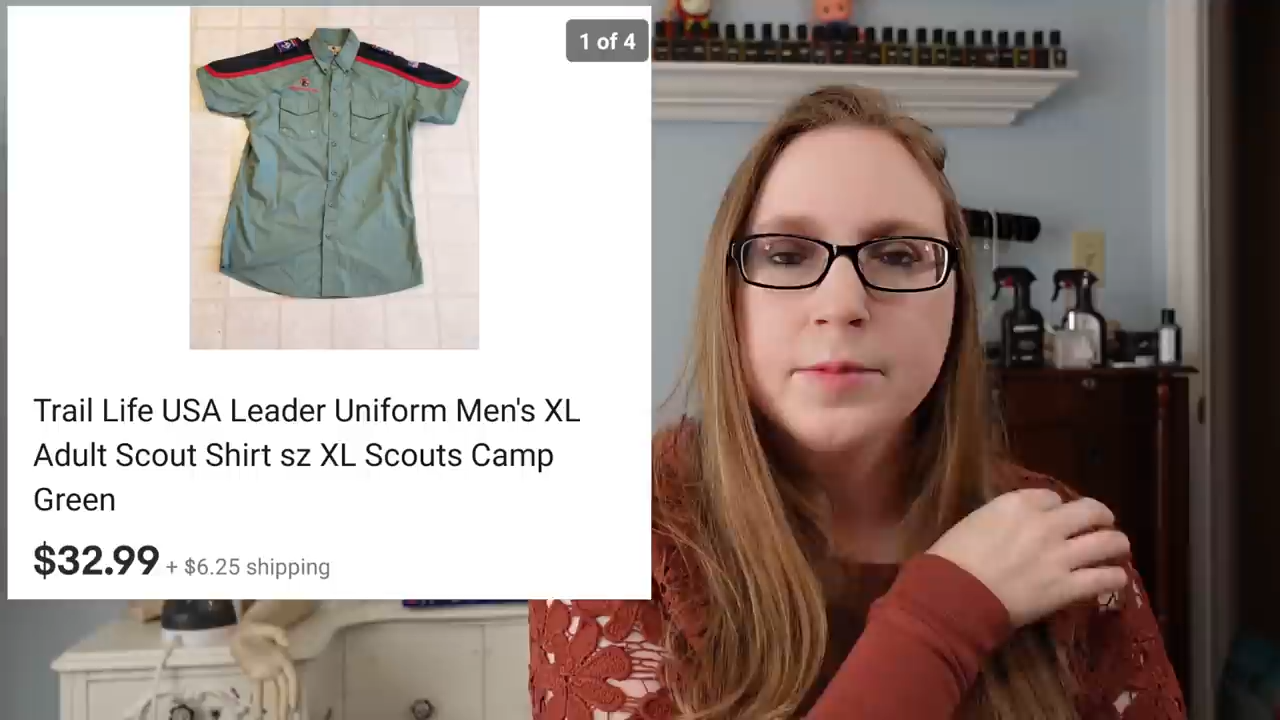 1 of 4
Trail Life USA Leader Uniform Men's XL
Adult Scout Shirt sz XL Scouts Camp
Green
$32.99 + $6.25 shipping